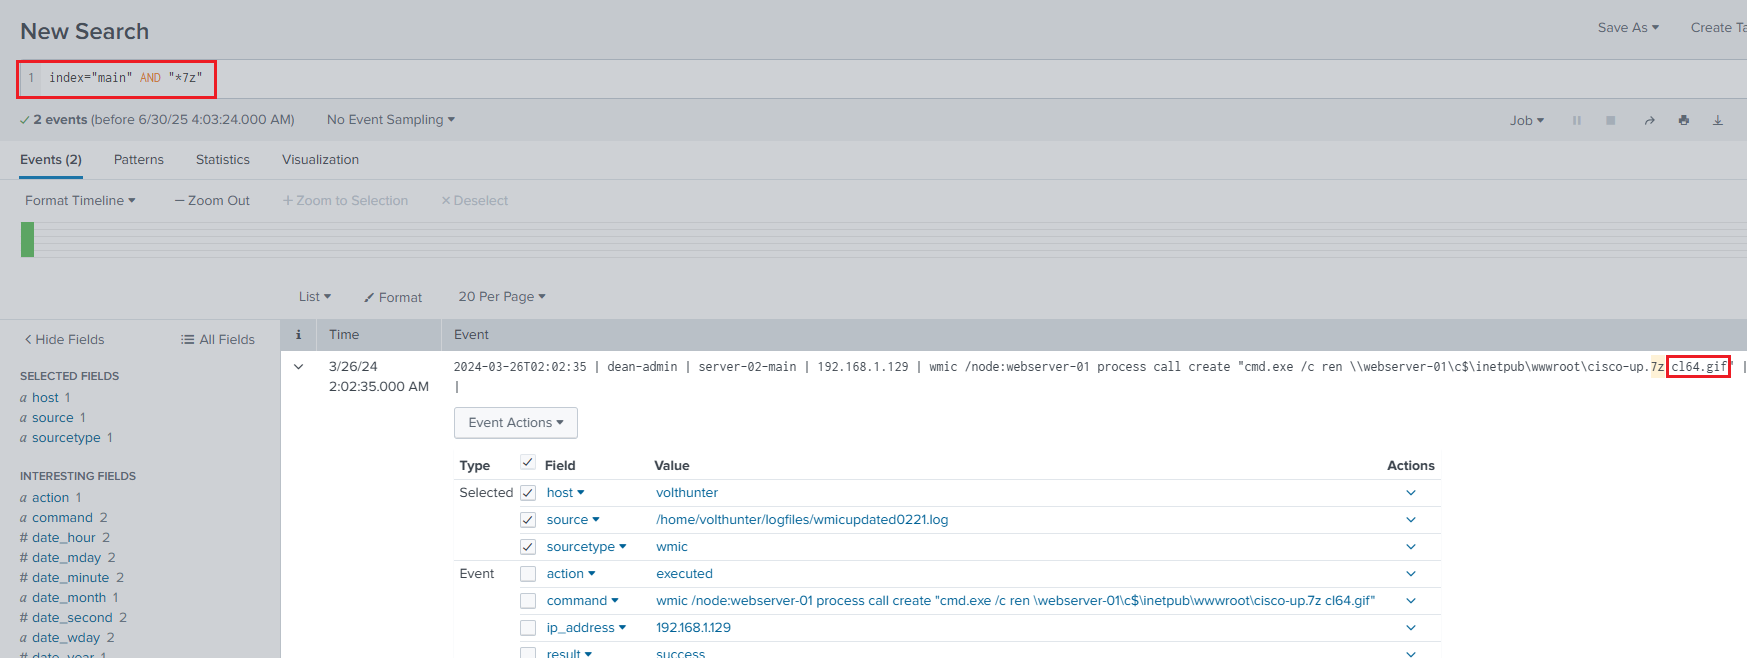 New Search
Save As
Create Ta
1 index="main" AND "*7z"
2 events (before 6/30/25 4:03:24.000 AM)
No Event Sampling
Job
Events (2)
Patterns
Statistics
Visualization
Format Timeline
Zoom Out
+ Zoom to Selection
× Deselect
List
Format
20 Per Page
Hide Fields
All Fields
i
Time
Event
SELECTED FIELDS
a host 1
a source 1
a sourcetype 1
INTERESTING FIELDS
a action 1
a command 2
# date_hour 2
# date_mday 2
# date_minute 2
a date_month 1
# date_second 2
a date_wday 2
# date_year 1
3/26/24
2:02:35.000 AM
2024-03-26T02:02:35 | dean-admin | server-02-main | 192.168.1.129 | wmic /node:webserver-01 process call create "cmd.exe /c ren \\webserver-01\c$\inetpub\wwwroot\cisco-up.7z cl64.gif" |
|
Event Actions
Type Field Value Actions
Selected host volthunter
source /home/volthunter/logfiles/wmicupdated0221.log
sourcetype wmic
Event action executed
command wmic /node:webserver-01 process call create "cmd.exe /c ren \webserver-01\c$\inetpub\wwwroot\cisco-up.7z cl64.gif"
ip_address 192.168.1.129
result success